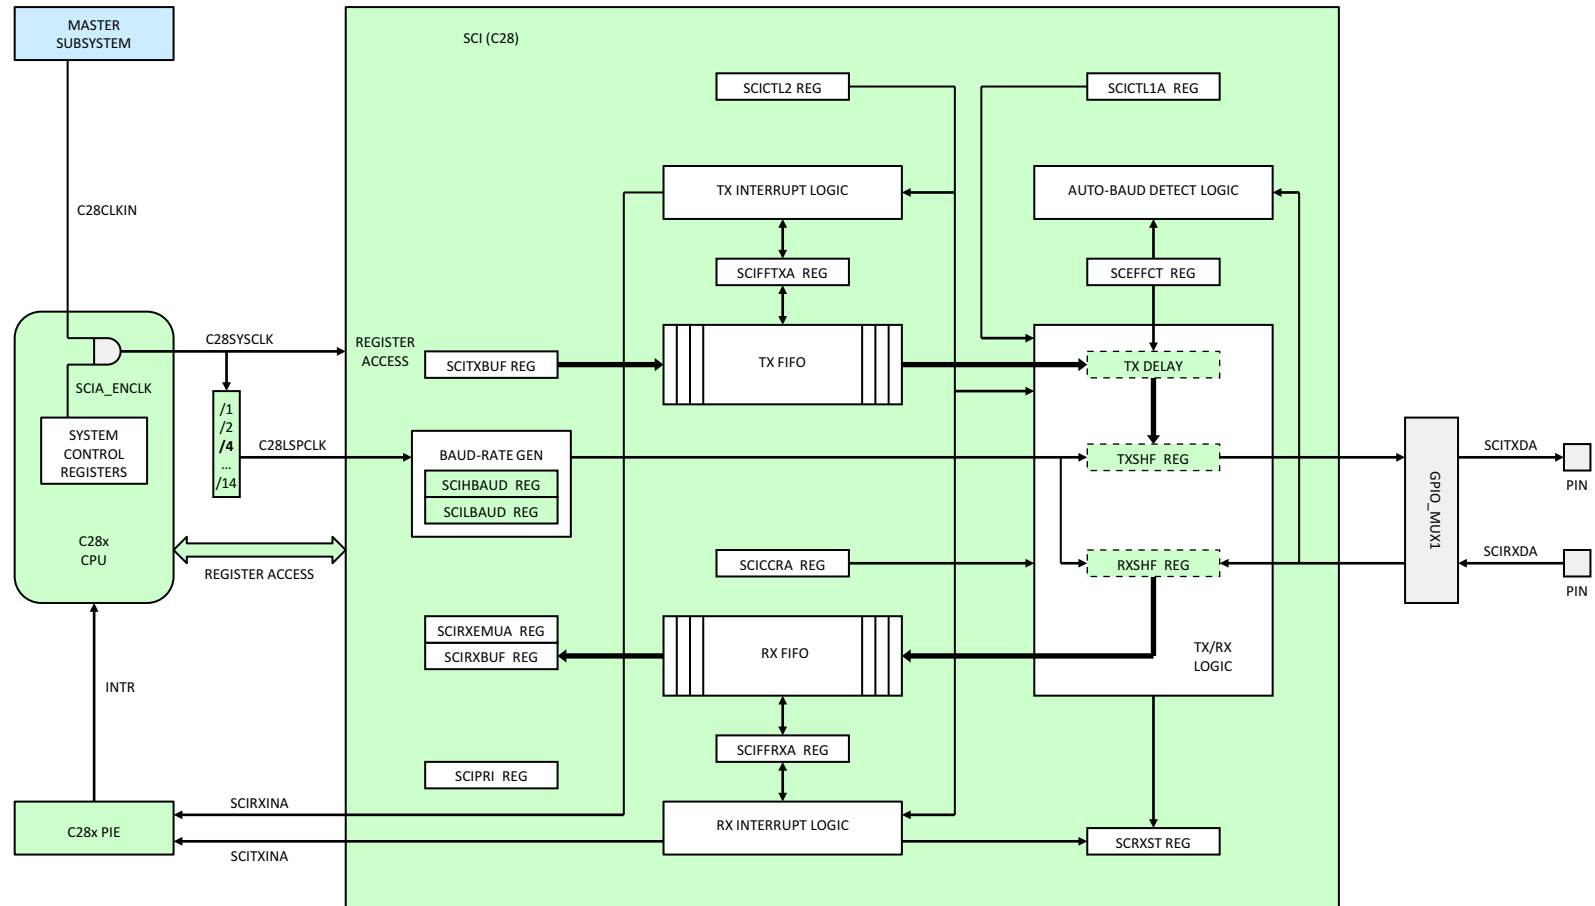 MASTER
SUBSYSTEM
SCI (C28)
SCICTL2 REG
SCICTL1A REG
TX INTERRUPT LOGIC
AUTO-BAUD DETECT LOGIC
C28CLKIN
SCIFFTXA REG
SCEFFCT REG
C28SYSCLK
REGISTER
ACCESS
SCITXBUF REG
TX FIFO
TX DELAY
SCIA_ENCLK
SYSTEM
CONTROL
REGISTERS
/1
/2
/4
...
/14
C28LSPCLK
BAUD-RATE GEN
SCIHBAUD REG
SCILBAUD REG
TXSHF REG
GPIO_MUX1
SCITXDA
PIN
C28x
CPU
REGISTER ACCESS
SCICCRA REG
RXSHF REG
SCIRXDA
PIN
SCIRXEMUA REG
SCIRXBUF REG
RX FIFO
TX/RX
LOGIC
INTR
SCIFFRXA REG
SCIPRI REG
SCIRXINA
C28x PIE
RX INTERRUPT LOGIC
SCRXST REG
SCITXINA